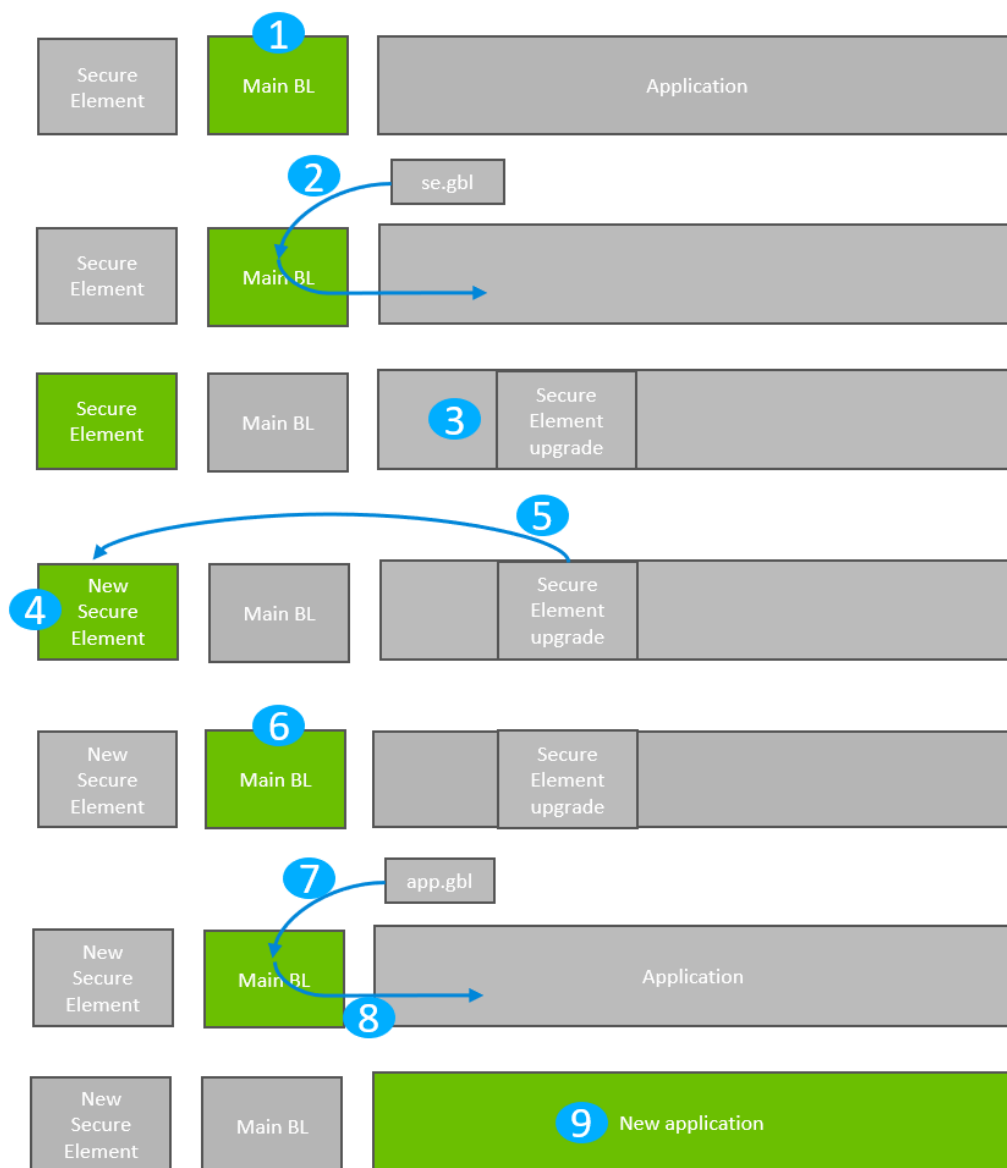 1
Secure
Element
Main BL
Application
2
se.gbl
Secure
Element
Main BL
Secure
Element
Main BL
3
Secure
Element
upgrade
5
4
New
Secure
Element
Main BL
Secure
Element
upgrade
6
New
Secure
Element
Main BL
Secure
Element
upgrade
7
app.gbl
New
Secure
Element
Main BL
Application
8
New
Secure
Element
Main BL
9
New application